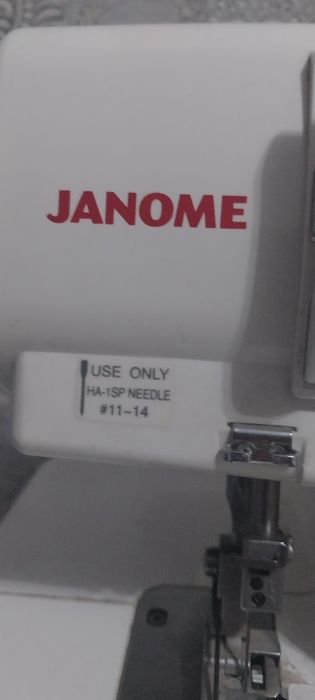 JANOME
USE ONLY
HA-1SP NEEDLE
#11~14